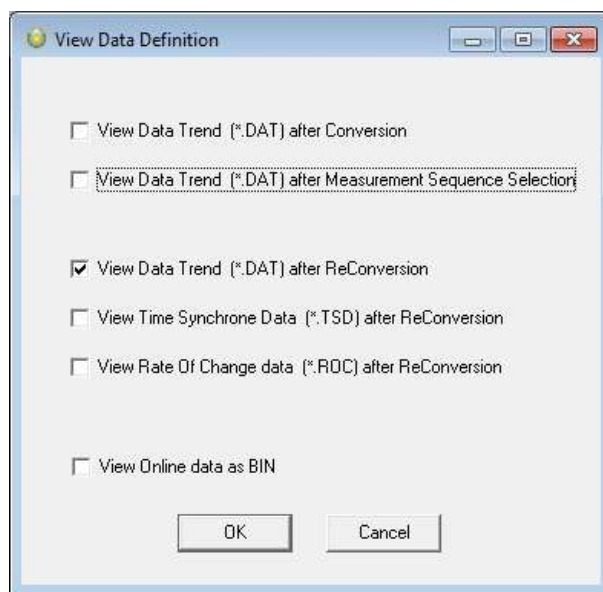 View Data Definition
View Data Trend (*.DAT) after Conversion
View Data Trend (*.DAT) after Measurement Sequence Selection
View Data Trend (*.DAT) after ReConversion
View Time Synchrone Data (*.TSD) after ReConversion
View Rate Of Change data (*.ROC) after ReConversion
View Online data as BIN
OK
Cancel